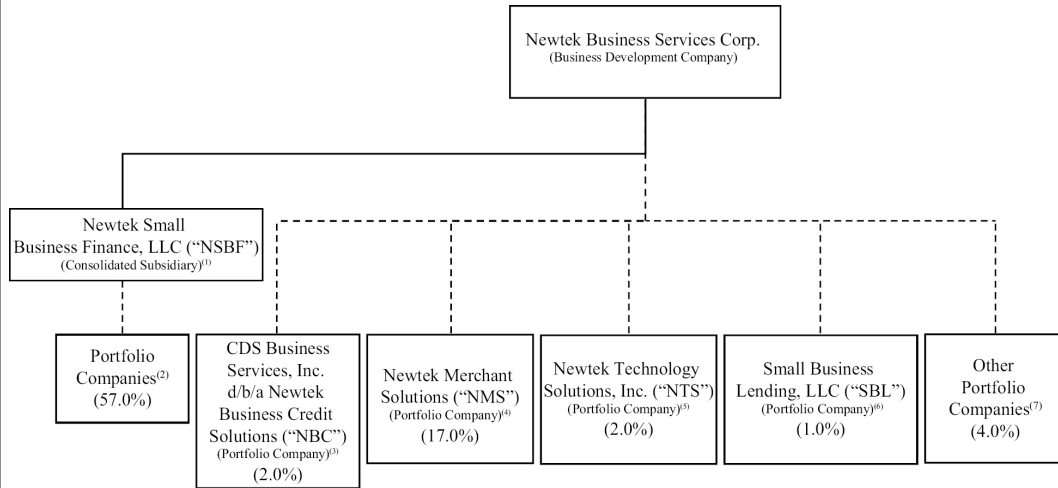 Newtek Business Services Corp.
(Business Development Company)
Newtek Small
Business Finance, LLC (“NSBF”)
(Consolidated Subsidiary)(1)
Portfolio
Companies(2)
(57.0%)
CDS Business
Services, Inc.
d/b/a Newtek
Business Credit
Solutions (“NBC”)
(Portfolio Company)(3)
(2.0%)
Newtek Merchant
Solutions (“NMS”)
(Portfolio Company)(4)
(17.0%)
Newtek Technology
Solutions, Inc. (“NTS”)
(Portfolio Company)(5)
(2.0%)
Small Business
Lending, LLC (“SBL”)
(Portfolio Company)(6)
(1.0%)
Other
Portfolio
Companies(7)
(4.0%)